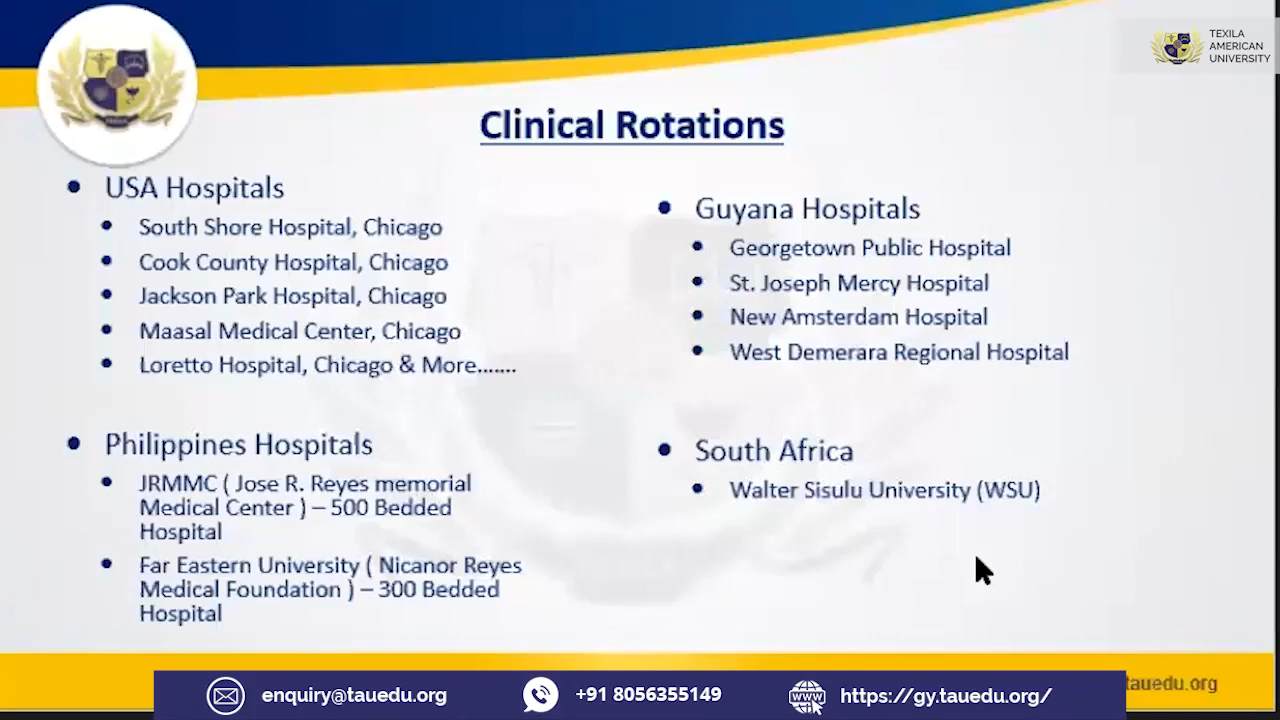 TEXILA
AMERICAN
UNIVERSITY
Clinical Rotations
USA Hospitals
South Shore Hospital, Chicago
Cook County Hospital, Chicago
Jackson Park Hospital, Chicago
Maasal Medical Center, Chicago
Loretto Hospital, Chicago & More.......
Philippines Hospitals
JRMMC ( Jose R. Reyes memorial
Medical Center ) – 500 Bedded
Hospital
Far Eastern University ( Nicanor Reyes
Medical Foundation ) – 300 Bedded
Hospital
Guyana Hospitals
Georgetown Public Hospital
St. Joseph Mercy Hospital
New Amsterdam Hospital
West Demerara Regional Hospital
South Africa
Walter Sisulu University (WSU)
enquiry@tauedu.org
+91 8056355149
WWW
https://gy.tauedu.org/
tauedu.org